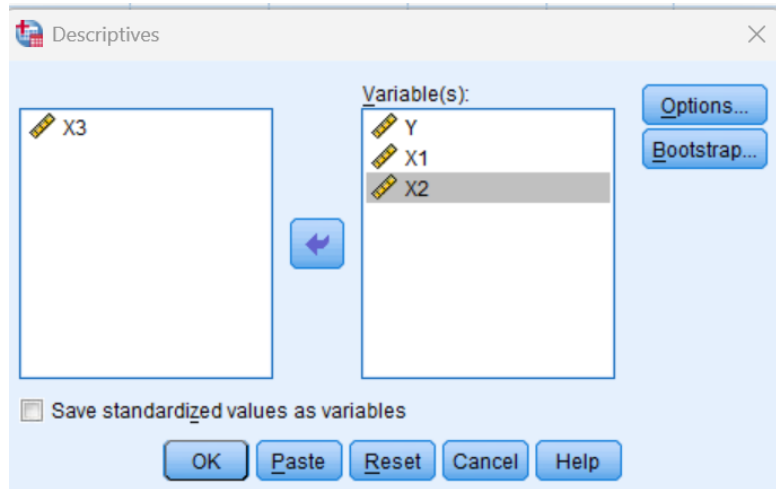 Descriptives
Variable(s):
X3
Y
X1
X2
Options...
Bootstrap...
Save standardized values as variables
OK Paste Reset Cancel Help